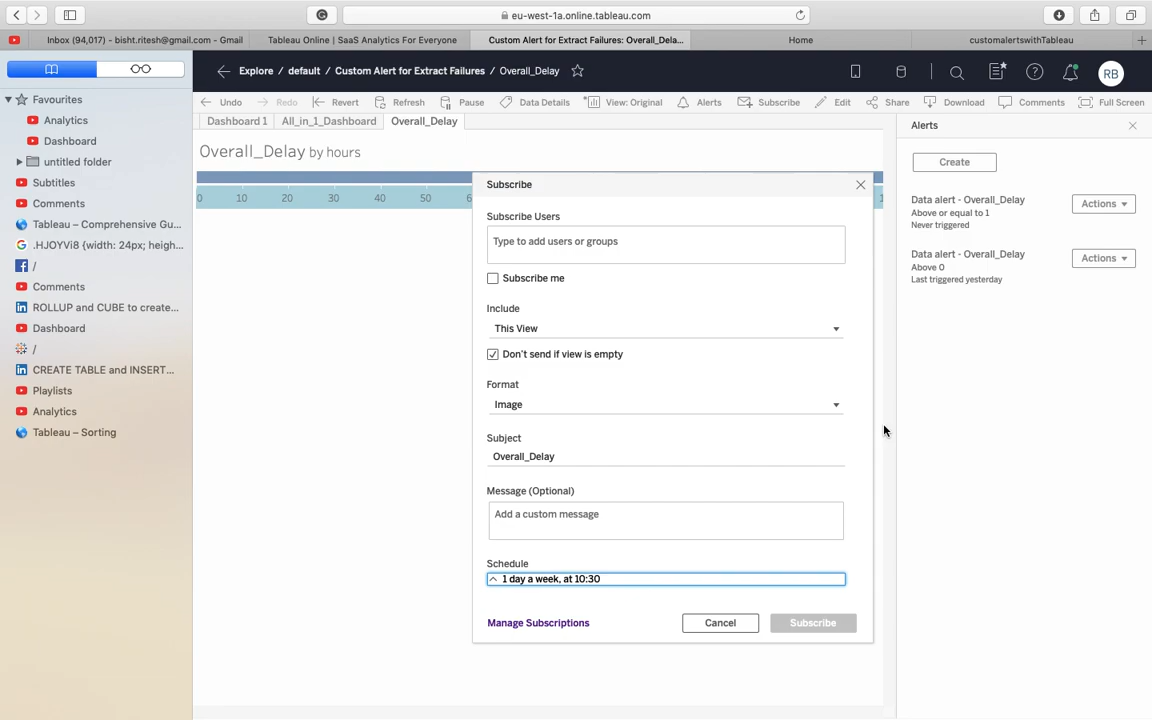 eu-west-1a.online.tableau.com
Inbox (94,017) - bisht.ritesh@gmail.com - Gmail
Tableau Online | SaaS Analytics For Everyone
Custom Alert for Extract Failures: Overall_Dela...
Home
customalertswithTableau
Favourites
Analytics
Dashboard
untitled folder
Subtitles
Comments
Tableau – Comprehensive Gu...
.HJOYVi8 {width: 24px; heigh...
/
Comments
ROLLUP and CUBE to create...
Dashboard
/
CREATE TABLE and INSERT...
Playlists
Analytics
Tableau – Sorting
Explore / default / Custom Alert for Extract Failures / Overall_Delay
RB
Undo Redo Revert Refresh Pause Data Details View: Original Alerts Subscribe Edit Share Download Comments Full Screen
Dashboard 1 All_in_1_Dashboard Overall_Delay
Overall_Delay by hours
0 10 20 30 40 50 6
1
Subscribe
Subscribe Users
Type to add users or groups
Subscribe me
Include
This View
Don't send if view is empty
Format
Image
Subject
Overall_Delay
Message (Optional)
Add a custom message
Schedule
1 day a week, at 10:30
Manage Subscriptions
Cancel
Subscribe
Alerts
Create
Data alert - Overall_Delay
Above or equal to 1
Never triggered
Actions
Data alert - Overall_Delay
Above 0
Last triggered yesterday
Actions